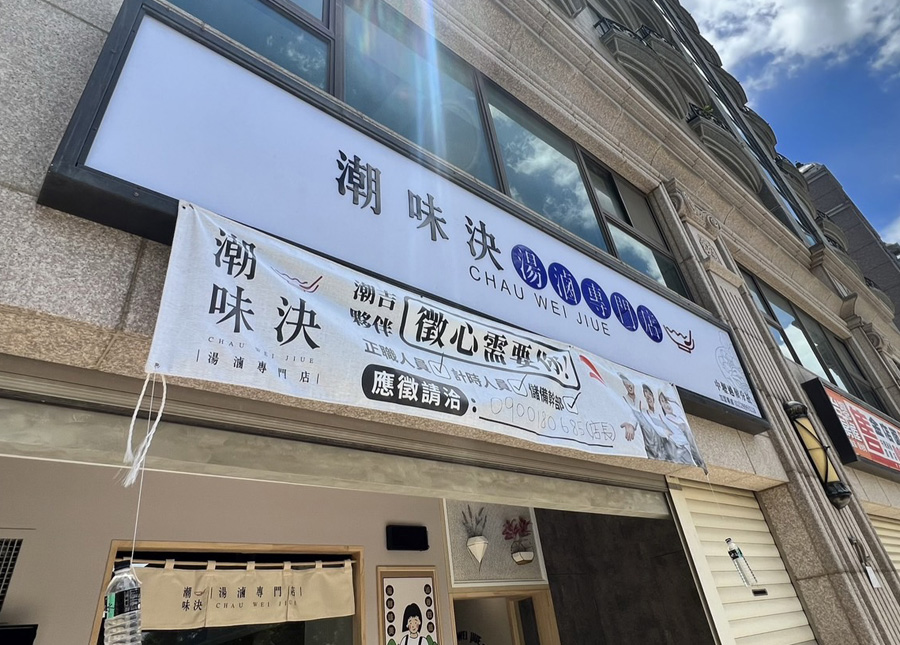 潮味決湯滷專門店
CHAU WEI JIUE
潮味決
CHAU WEI JIUE
|湯滷專門店|
潮吉夥伴
徵心需要你!
正職人員✓計時人員✓儲備幹部✓
應徵請洽:0900180685(店長)
潮味決
|湯滷專門店|
CHAU WEI JIUE
售